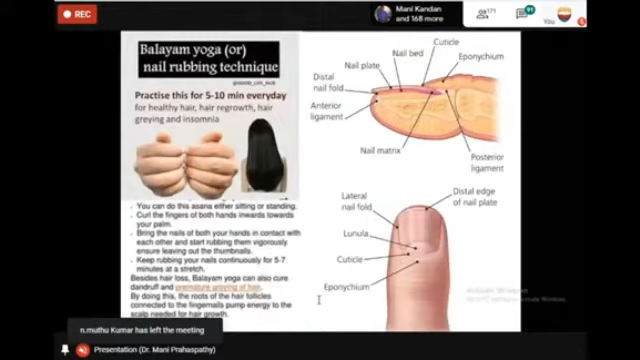 REC
Mani Kandan
and 168 more
171
91
You
Balayam yoga (or)
nail rubbing technique
Practise this for 5-10 min everyday
for healthy hair, hair regrowth, hair
greying and insomnia
You can do this asana either sitting or standing.
Curl the fingers of both hands inwards towards
your palm.
Bring the nails of both your hands in contact with
each other and start rubbing them vigorously
ensure leaving out the thumbnails.
Keep rubbing your nails continuously for 5-7
minutes at a stretch.
Besides hair loss, Balayam yoga can also cure
dandruff and premature greying of hair.
By doing this, the roots of the hair follicles
connected to the fingernails pump energy to the
scalp needed for hair growth.
Cuticle
Nail bed
Eponychium
Nail plate
Distal
nail fold
Anterior
ligament
Nail matrix
Posterior
ligament
Lateral
nail fold
Distal edge
of nail plate
Lunula
Cuticle
Eponychium
n.muthu Kumar has left the meeting
Presentation (Dr. Mani Prahaspathy)